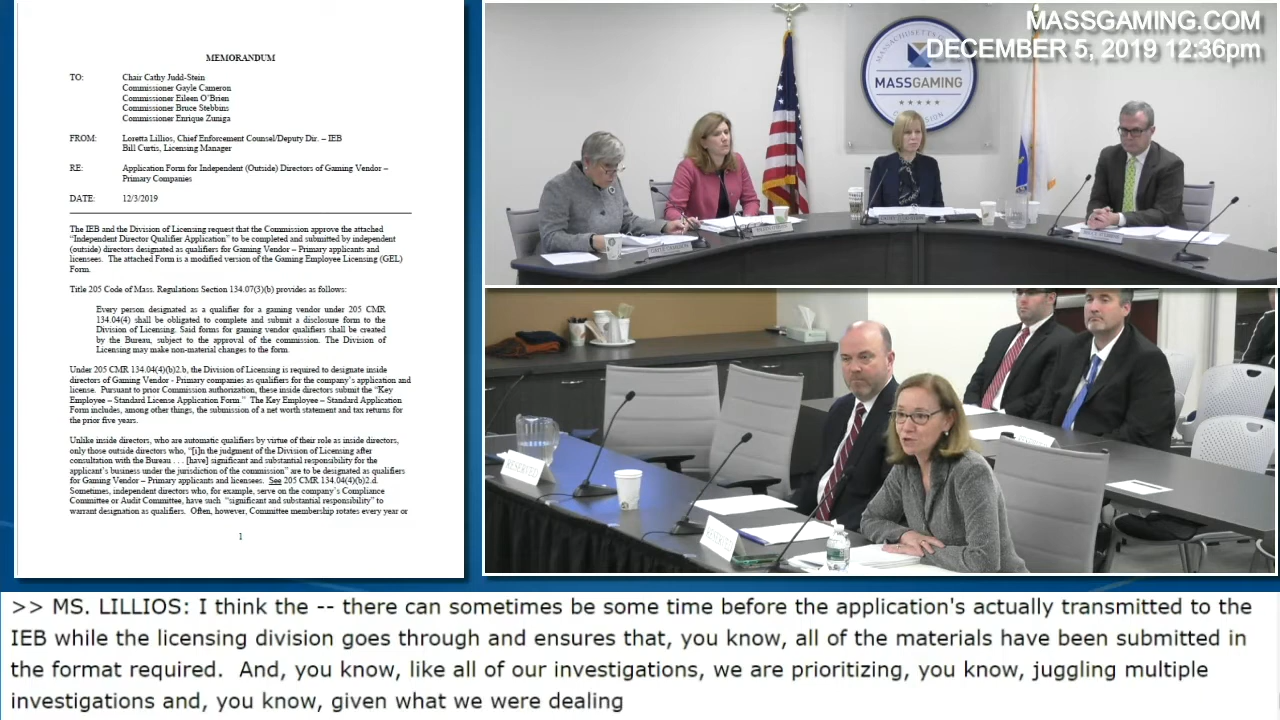 MEMORANDUM
TO: Chair Cathy Judd-Stein
Commissioner Gayle Cameron
Commissioner Eileen O'Brien
Commissioner Bruce Stebbins
Commissioner Enrique Zuniga
FROM: Loretta Lillios, Chief Enforcement Counsel/Deputy Dir. – IEB
Bill Curtis, Licensing Manager
RE: Application Form for Independent (Outside) Directors of Gaming Vendor –
Primary Companies
DATE: 12/3/2019
The IEB and the Division of Licensing request that the Commission approve the attached
"Independent Director Qualifier Application" to be completed and submitted by independent
(outside) directors designated as qualifiers for Gaming Vendor – Primary applicants and
licensees. The attached Form is a modified version of the Gaming Employee Licensing (GEL)
Form.
Title 205 Code of Mass. Regulations Section 134.07(3)(b) provides as follows:
Every person designated as a qualifier for a gaming vendor under 205 CMR
134.04(4) shall be obligated to complete and submit a disclosure form to the
Division of Licensing. Said forms for gaming vendor qualifiers shall be created
by the Bureau, subject to the approval of the commission. The Division of
Licensing may make non-material changes to the form.
Under 205 CMR 134.04(4)(b)2.b, the Division of Licensing is required to designate inside
directors of Gaming Vendor - Primary companies as qualifiers for the company's application and
license. Pursuant to prior Commission authorization, these inside directors submit the "Key
Employee – Standard License Application Form." The Key Employee – Standard Application
Form includes, among other things, the submission of a net worth statement and tax returns for
the prior five years.
Unlike inside directors, who are automatic qualifiers by virtue of their role as inside directors,
only those outside directors who, "[i]n the judgment of the Division of Licensing after
consultation with the Bureau . . . [have] significant and substantial responsibility for the
applicant's business under the jurisdiction of the commission" are to be designated as qualifiers
for Gaming Vendor – Primary applicants and licensees. See 205 CMR 134.04(4)(b)2.d.
Sometimes, independent directors who, for example, serve on the company's Compliance
Committee or Audit Committee, have such "significant and substantial responsibility" to
warrant designation as qualifiers. Often, however, Committee membership rotates every year or
1
MASSGAMING.COM
DECEMBER 5, 2019 12:36pm
MASSGAMING
RESERVED
RESERVED
>> MS. LILLIOS: I think the -- there can sometimes be some time before the application's actually transmitted to the
IEB while the licensing division goes through and ensures that, you know, all of the materials have been submitted in
the format required. And, you know, like all of our investigations, we are prioritizing, you know, juggling multiple
investigations and, you know, given what we were dealing